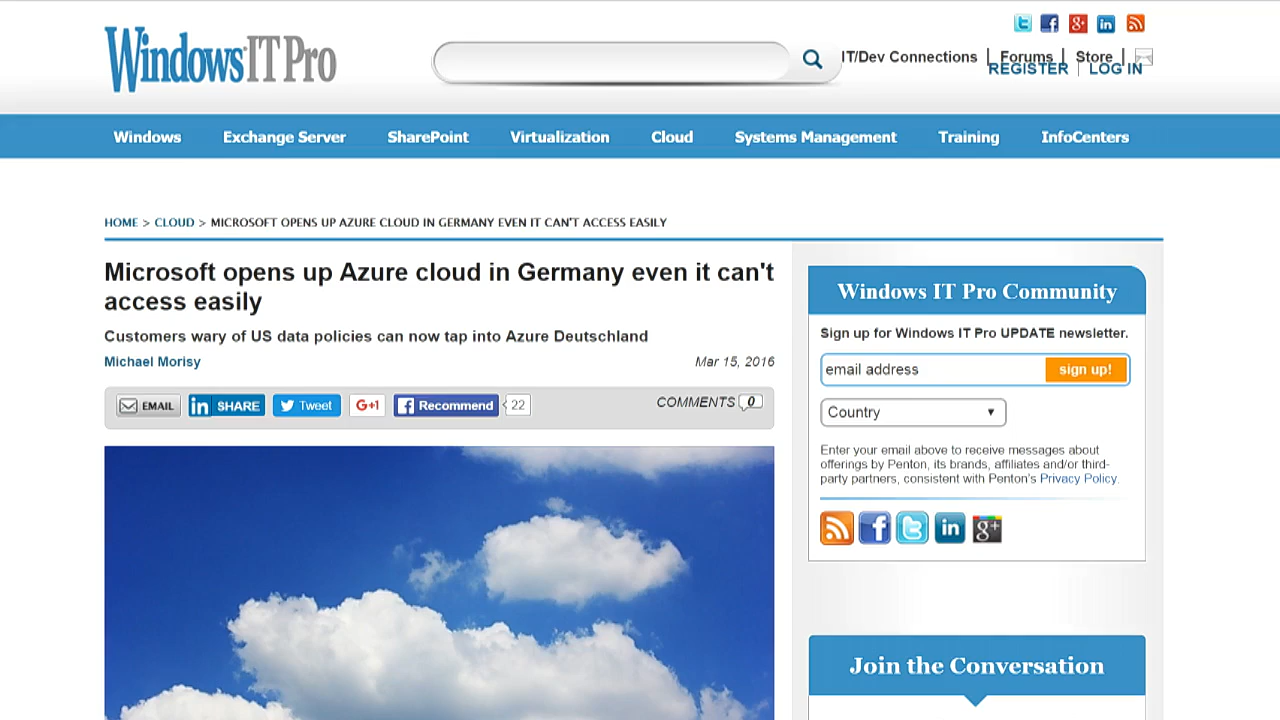 Windows IT Pro
IT/Dev Connections | Forums | Store |
REGISTER | LOG IN
Windows Exchange Server SharePoint Virtualization Cloud Systems Management Training InfoCenters
HOME > CLOUD > MICROSOFT OPENS UP AZURE CLOUD IN GERMANY EVEN IT CAN'T ACCESS EASILY
Microsoft opens up Azure cloud in Germany even it can't
access easily
Customers wary of US data policies can now tap into Azure Deutschland
Michael Morisy Mar 15, 2016
EMAIL in SHARE Tweet G+1 f Recommend 22 COMMENTS 0
Windows IT Pro Community
Sign up for Windows IT Pro UPDATE newsletter.
email address sign up!
Country
Enter your email above to receive messages about
offerings by Penton, its brands, affiliates and/or third-
party partners, consistent with Penton's Privacy Policy.
Join the Conversation